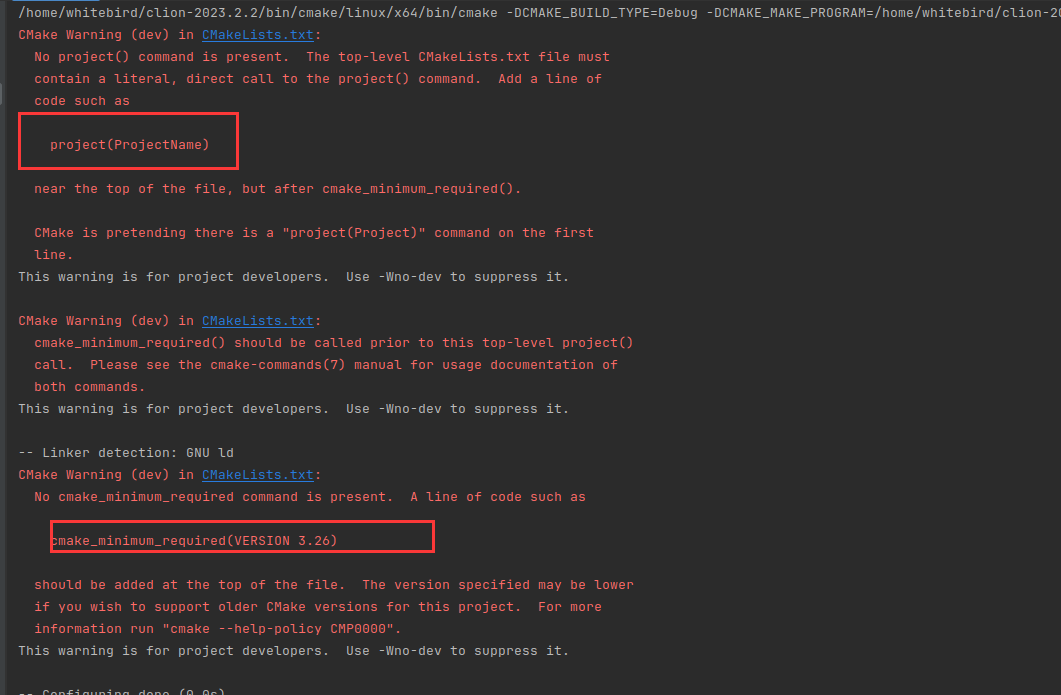 /home/whitebird/clion-2023.2.2/bin/cmake/linux/x64/bin/cmake -DCMAKE_BUILD_TYPE=Debug -DCMAKE_MAKE_PROGRAM=/home/whitebird/clion-20
CMake Warning (dev) in CMakeLists.txt:
No project() command is present.  The top-level CMakeLists.txt file must
contain a literal, direct call to the project() command.  Add a line of
code such as
project(ProjectName)
near the top of the file, but after cmake_minimum_required().
CMake is pretending there is a "project(Project)" command on the first
line.
This warning is for project developers.  Use -Wno-dev to suppress it.
CMake Warning (dev) in CMakeLists.txt:
cmake_minimum_required() should be called prior to this top-level project()
call.  Please see the cmake-commands(7) manual for usage documentation of
both commands.
This warning is for project developers.  Use -Wno-dev to suppress it.
-- Linker detection: GNU ld
CMake Warning (dev) in CMakeLists.txt:
No cmake_minimum_required command is present.  A line of code such as
cmake_minimum_required(VERSION 3.26)
should be added at the top of the file.  The version specified may be lower
if you wish to support older CMake versions for this project.  For more
information run "cmake --help-policy CMP0000".
This warning is for project developers.  Use -Wno-dev to suppress it.
-- Configuring done (0.0s)